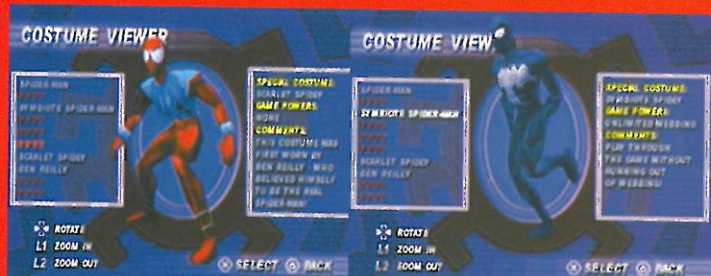 COSTUME VIEWER
SPIDER-MAN
????
SYMBIOTE SPIDER-MAN
????
????
????
SCARLET SPIDEY
BEN REILLY
????
????
SPECIAL COSTUME:
SCARLET SPIDEY
GAME POWERS:
NONE
COMMENTS:
THIS COSTUME WAS
FIRST WORN BY
BEN REILLY - WHO
BELIEVED HIMSELF
TO BE THE REAL
SPIDER-MAN!
ROTATE
L1 ZOOM IN
L2 ZOOM OUT
SELECT BACK
COSTUME VIEW
SPIDER-MAN
????
SYMBIOTE SPIDER-MAN
????
????
????
SCARLET SPIDEY
BEN REILLY
????
????
SPECIAL COSTUME:
SYMBIOTE SPIDEY
GAME POWERS:
UNLIMITED WEBBING
COMMENTS:
PLAY THROUGH
THE GAME WITHOUT
RUNNING OUT
OF WEBBING!
ROTATE
L1 ZOOM IN
L2 ZOOM OUT
SELECT BACK